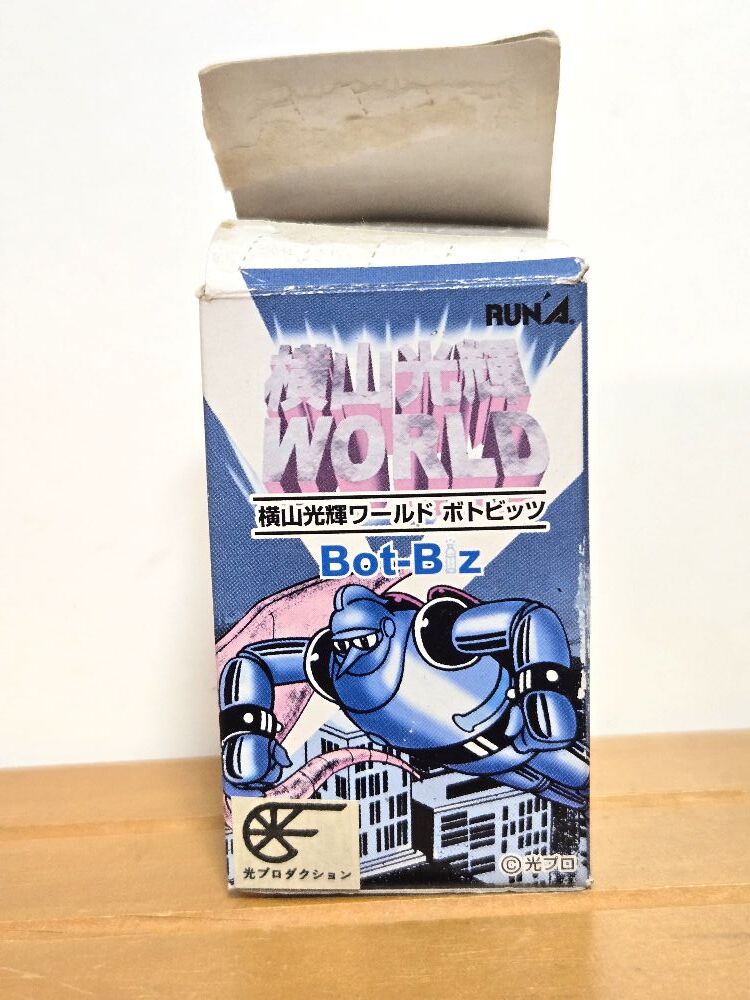 RUN'A.
横山光輝
WORLD
横山光輝ワールド ボトビッツ
Bot-Biz
光プロダクション
©光プロ